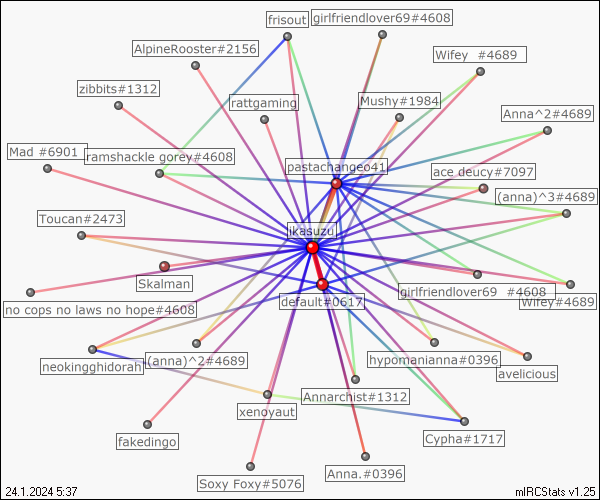 frisout
girlfriendlover69#4608
AlpineRooster#2156
Wifey #4689
zibbits#1312
rattgaming
Mushy#1984
Anna^2#4689
Mad #6901
ramshackle gorey#4608
pastachangeo41
ace_deucy#7097
(anna)^3#4689
Toucan#2473
ikasuzu
Skalman
default#0617
girlfriendlover69 #4608
Wifey#4689
no cops no laws no hope#4608
neokingghidorah
(anna)^2#4689
hypomanianna#0396
avelicious
Annarchist#1312
xenoyaut
fakedingo
Cypha#1717
Soxy Foxy#5076
Anna.#0396
24.1.2024 5:37
mIRCStats v1.25